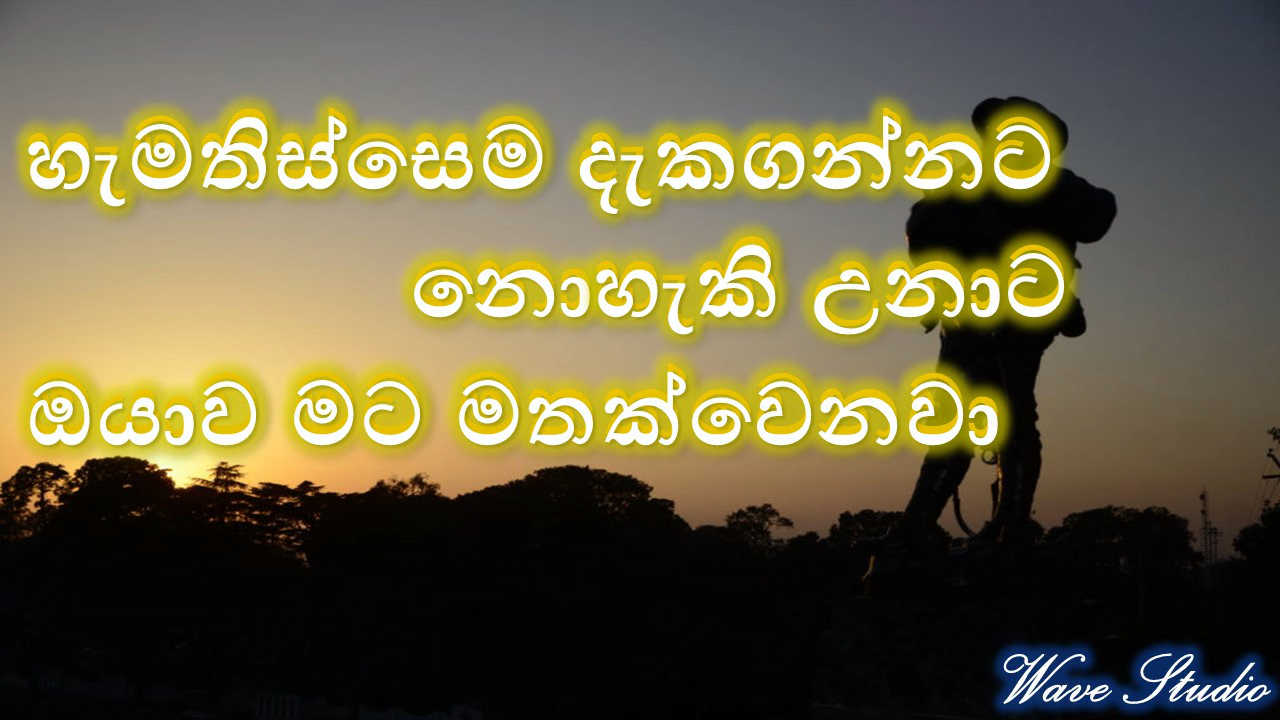 හැමතිස්සෙම දැකගන්නට
නොහැකි උනාට
ඔයාව මට මතක්වෙනවා
Wave Studio